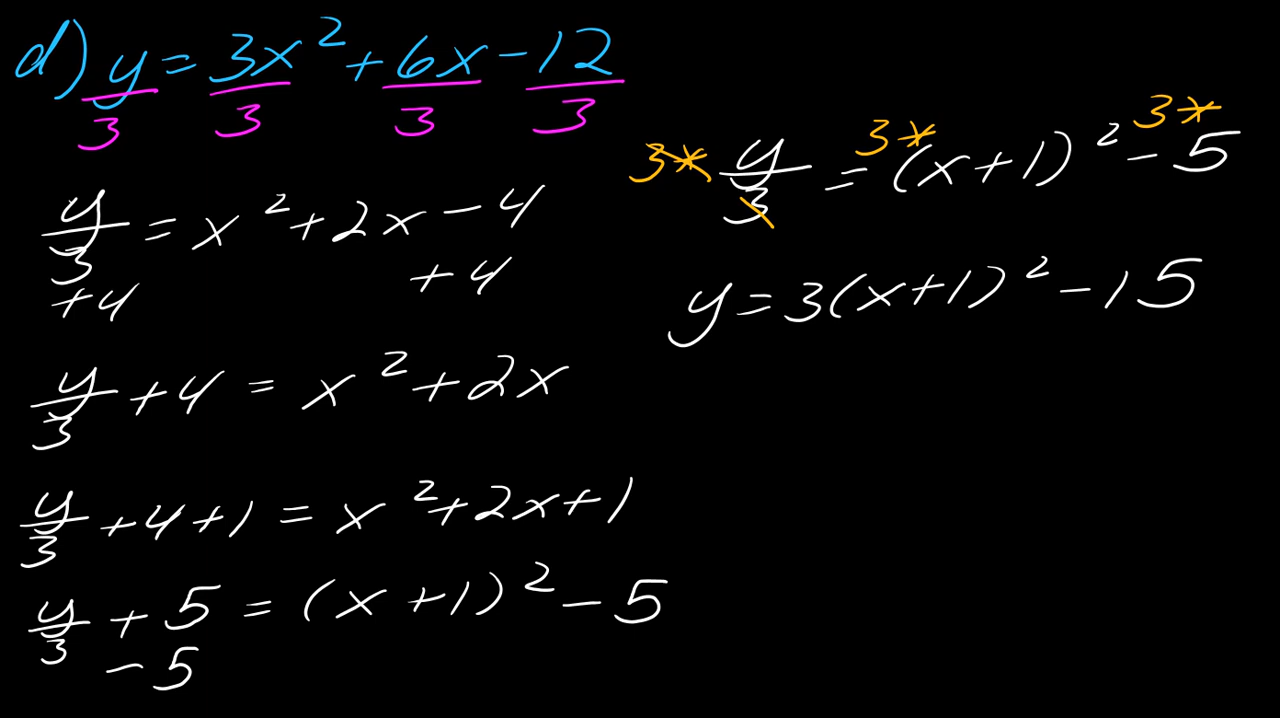 d) y = 3x² + 6x - 12
3 3 3 3
y/3 = x² + 2x - 4
+4 +4
y/3 + 4 = x² + 2x
y/3 + 4 + 1 = x² + 2x + 1
y/3 + 5 = (x + 1)² - 5
- 5
3* 3* 3*
y/3 = (x + 1)² - 5
y = 3(x + 1)² - 15